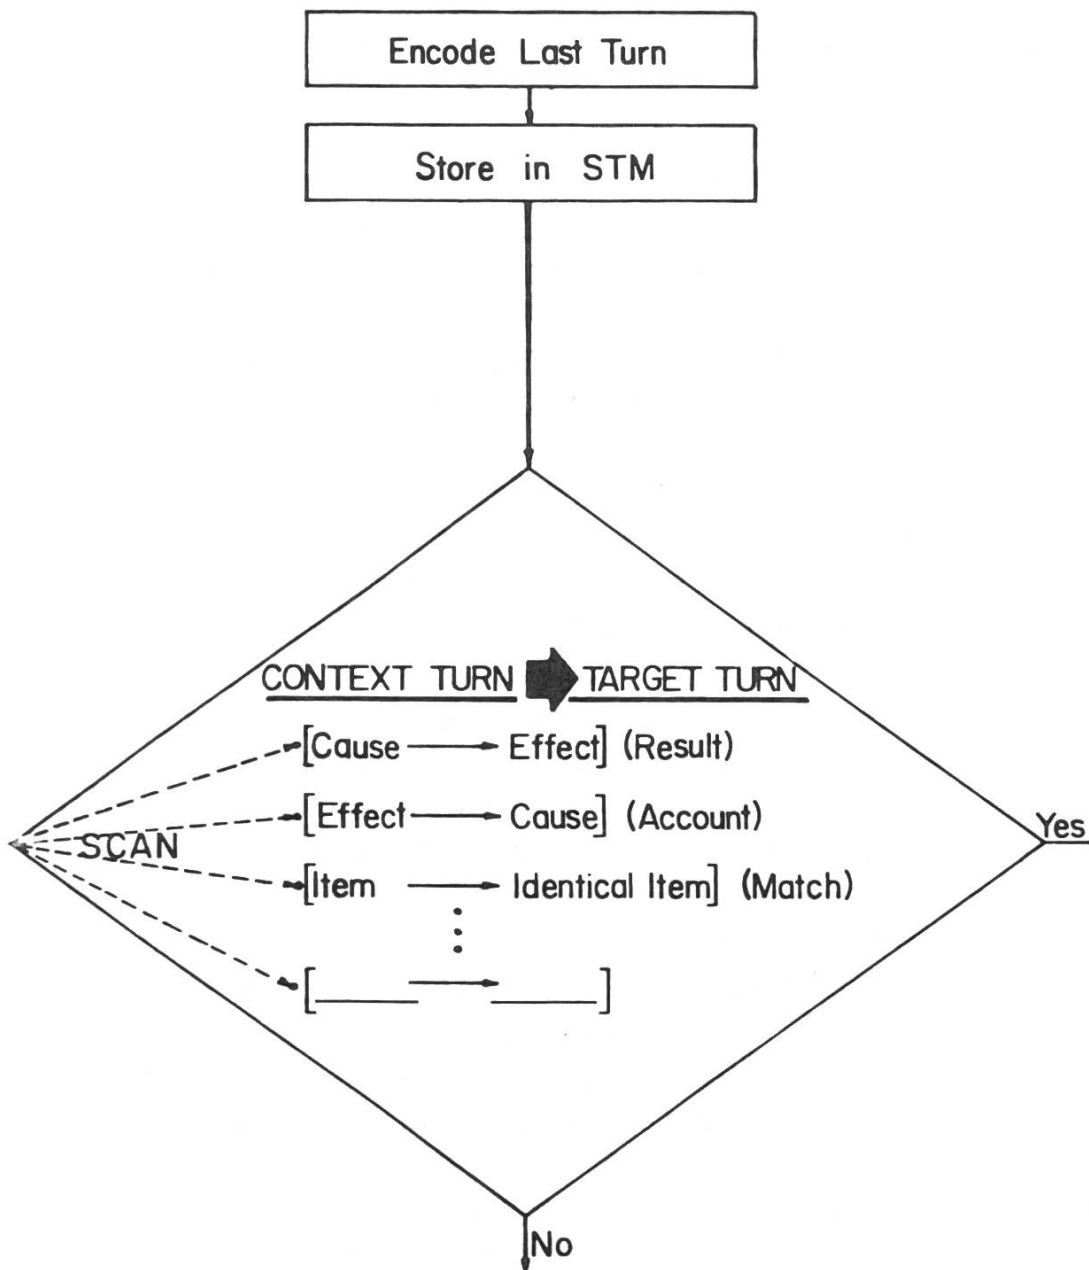 Encode Last Turn
Store in STM
CONTEXT TURN TARGET TURN
[Cause Effect] (Result)
SCAN
[Effect Cause] (Account)
Yes
[Item Identical Item] (Match)
[ ]
No